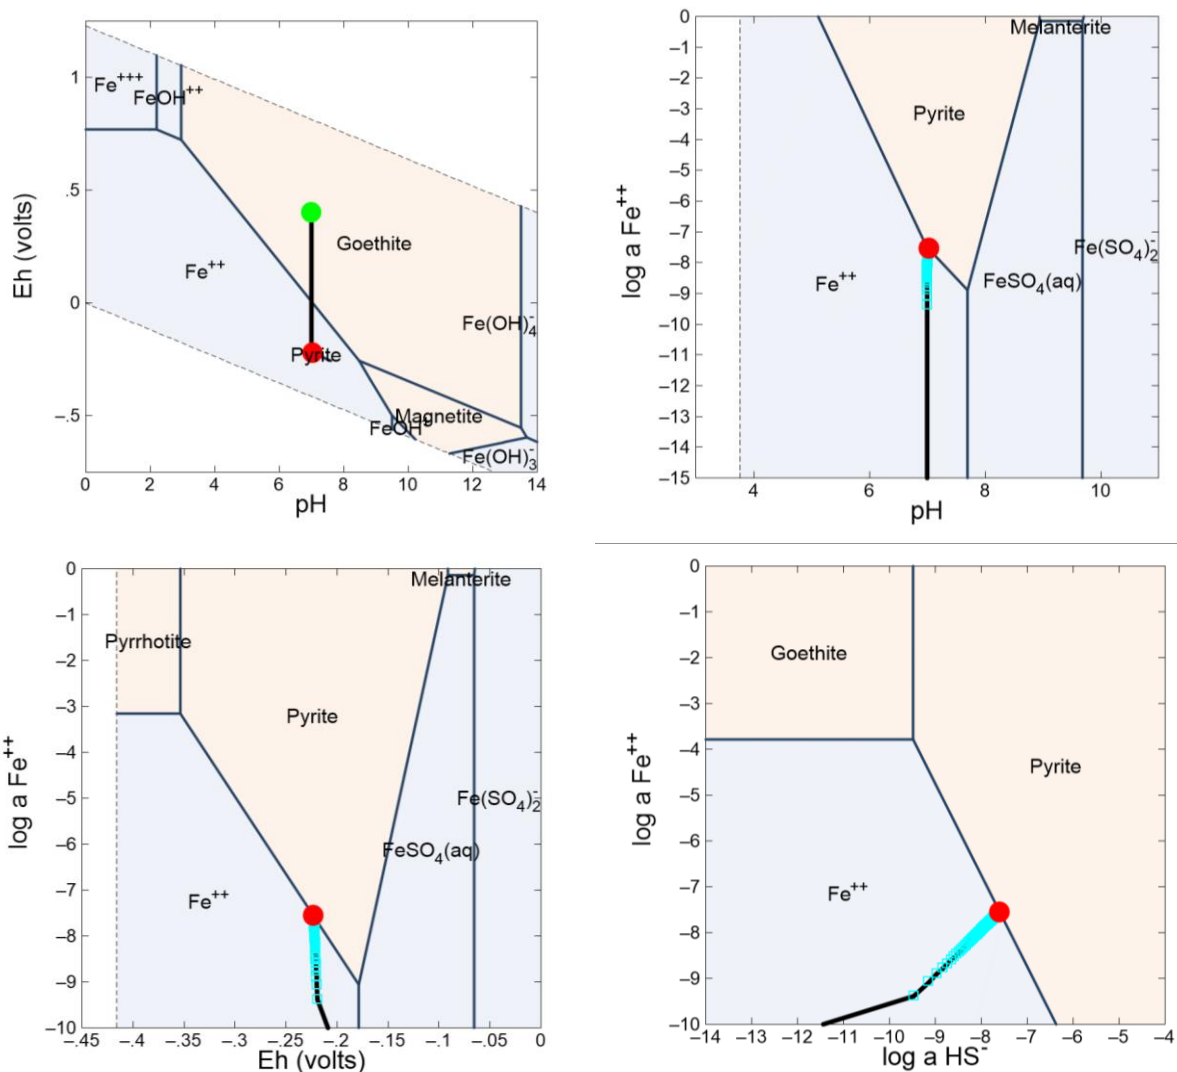 1
.5
0
–.5
Eh (volts)
Fe+++
FeOH++
Goethite
Fe++
Fe(OH)4-
Pyrite
Magnetite
FeOH+
Fe(OH)3-
0 2 4 6 8 10 12 14
pH
0
–1
–2
–3
–4
–5
–6
–7
–8
–9
–10
–11
–12
–13
–14
–15
log a Fe++
Melanterite
Pyrite
Fe(SO4)2-
Fe++
FeSO4(aq)
4 6 8 10
pH
0
–1
–2
–3
–4
–5
–6
–7
–8
–9
–10
log a Fe++
Melanterite
Pyrrhotite
Pyrite
Fe(SO4)2-
FeSO4(aq)
Fe++
–.45 –.4 –.35 –.3 –.25 –.2 –.15 –.1 –.05 0
Eh (volts)
0
–1
–2
–3
–4
–5
–6
–7
–8
–9
–10
log a Fe++
Goethite
Pyrite
Fe++
–14 –13 –12 –11 –10 –9 –8 –7 –6 –5 –4
log a HS-